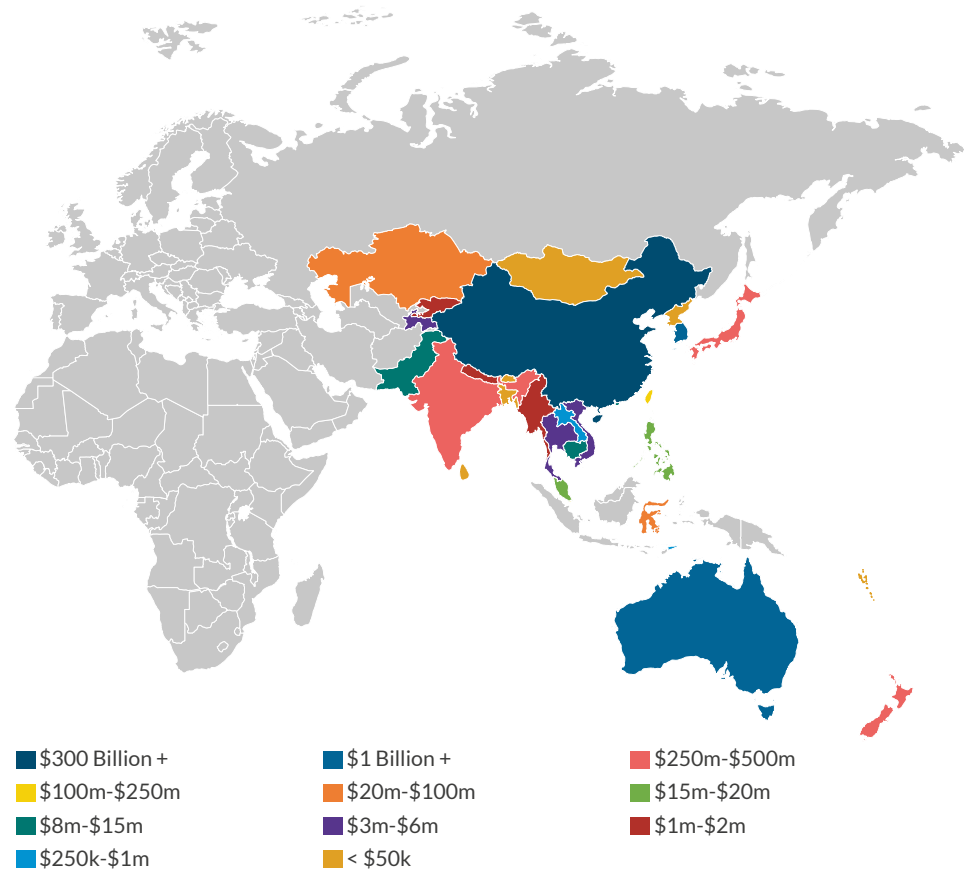 $300 Billion +
$1 Billion +
$250m-$500m
$100m-$250m
$20m-$100m
$15m-$20m
$8m-$15m
$3m-$6m
$1m-$2m
$250k-$1m
< $50k